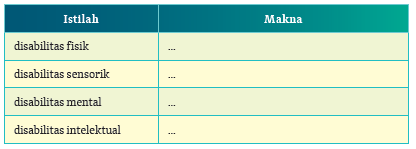 Istilah Makna
disabilitas fisik ...
disabilitas sensorik ...
disabilitas mental ...
disabilitas intelektual ...